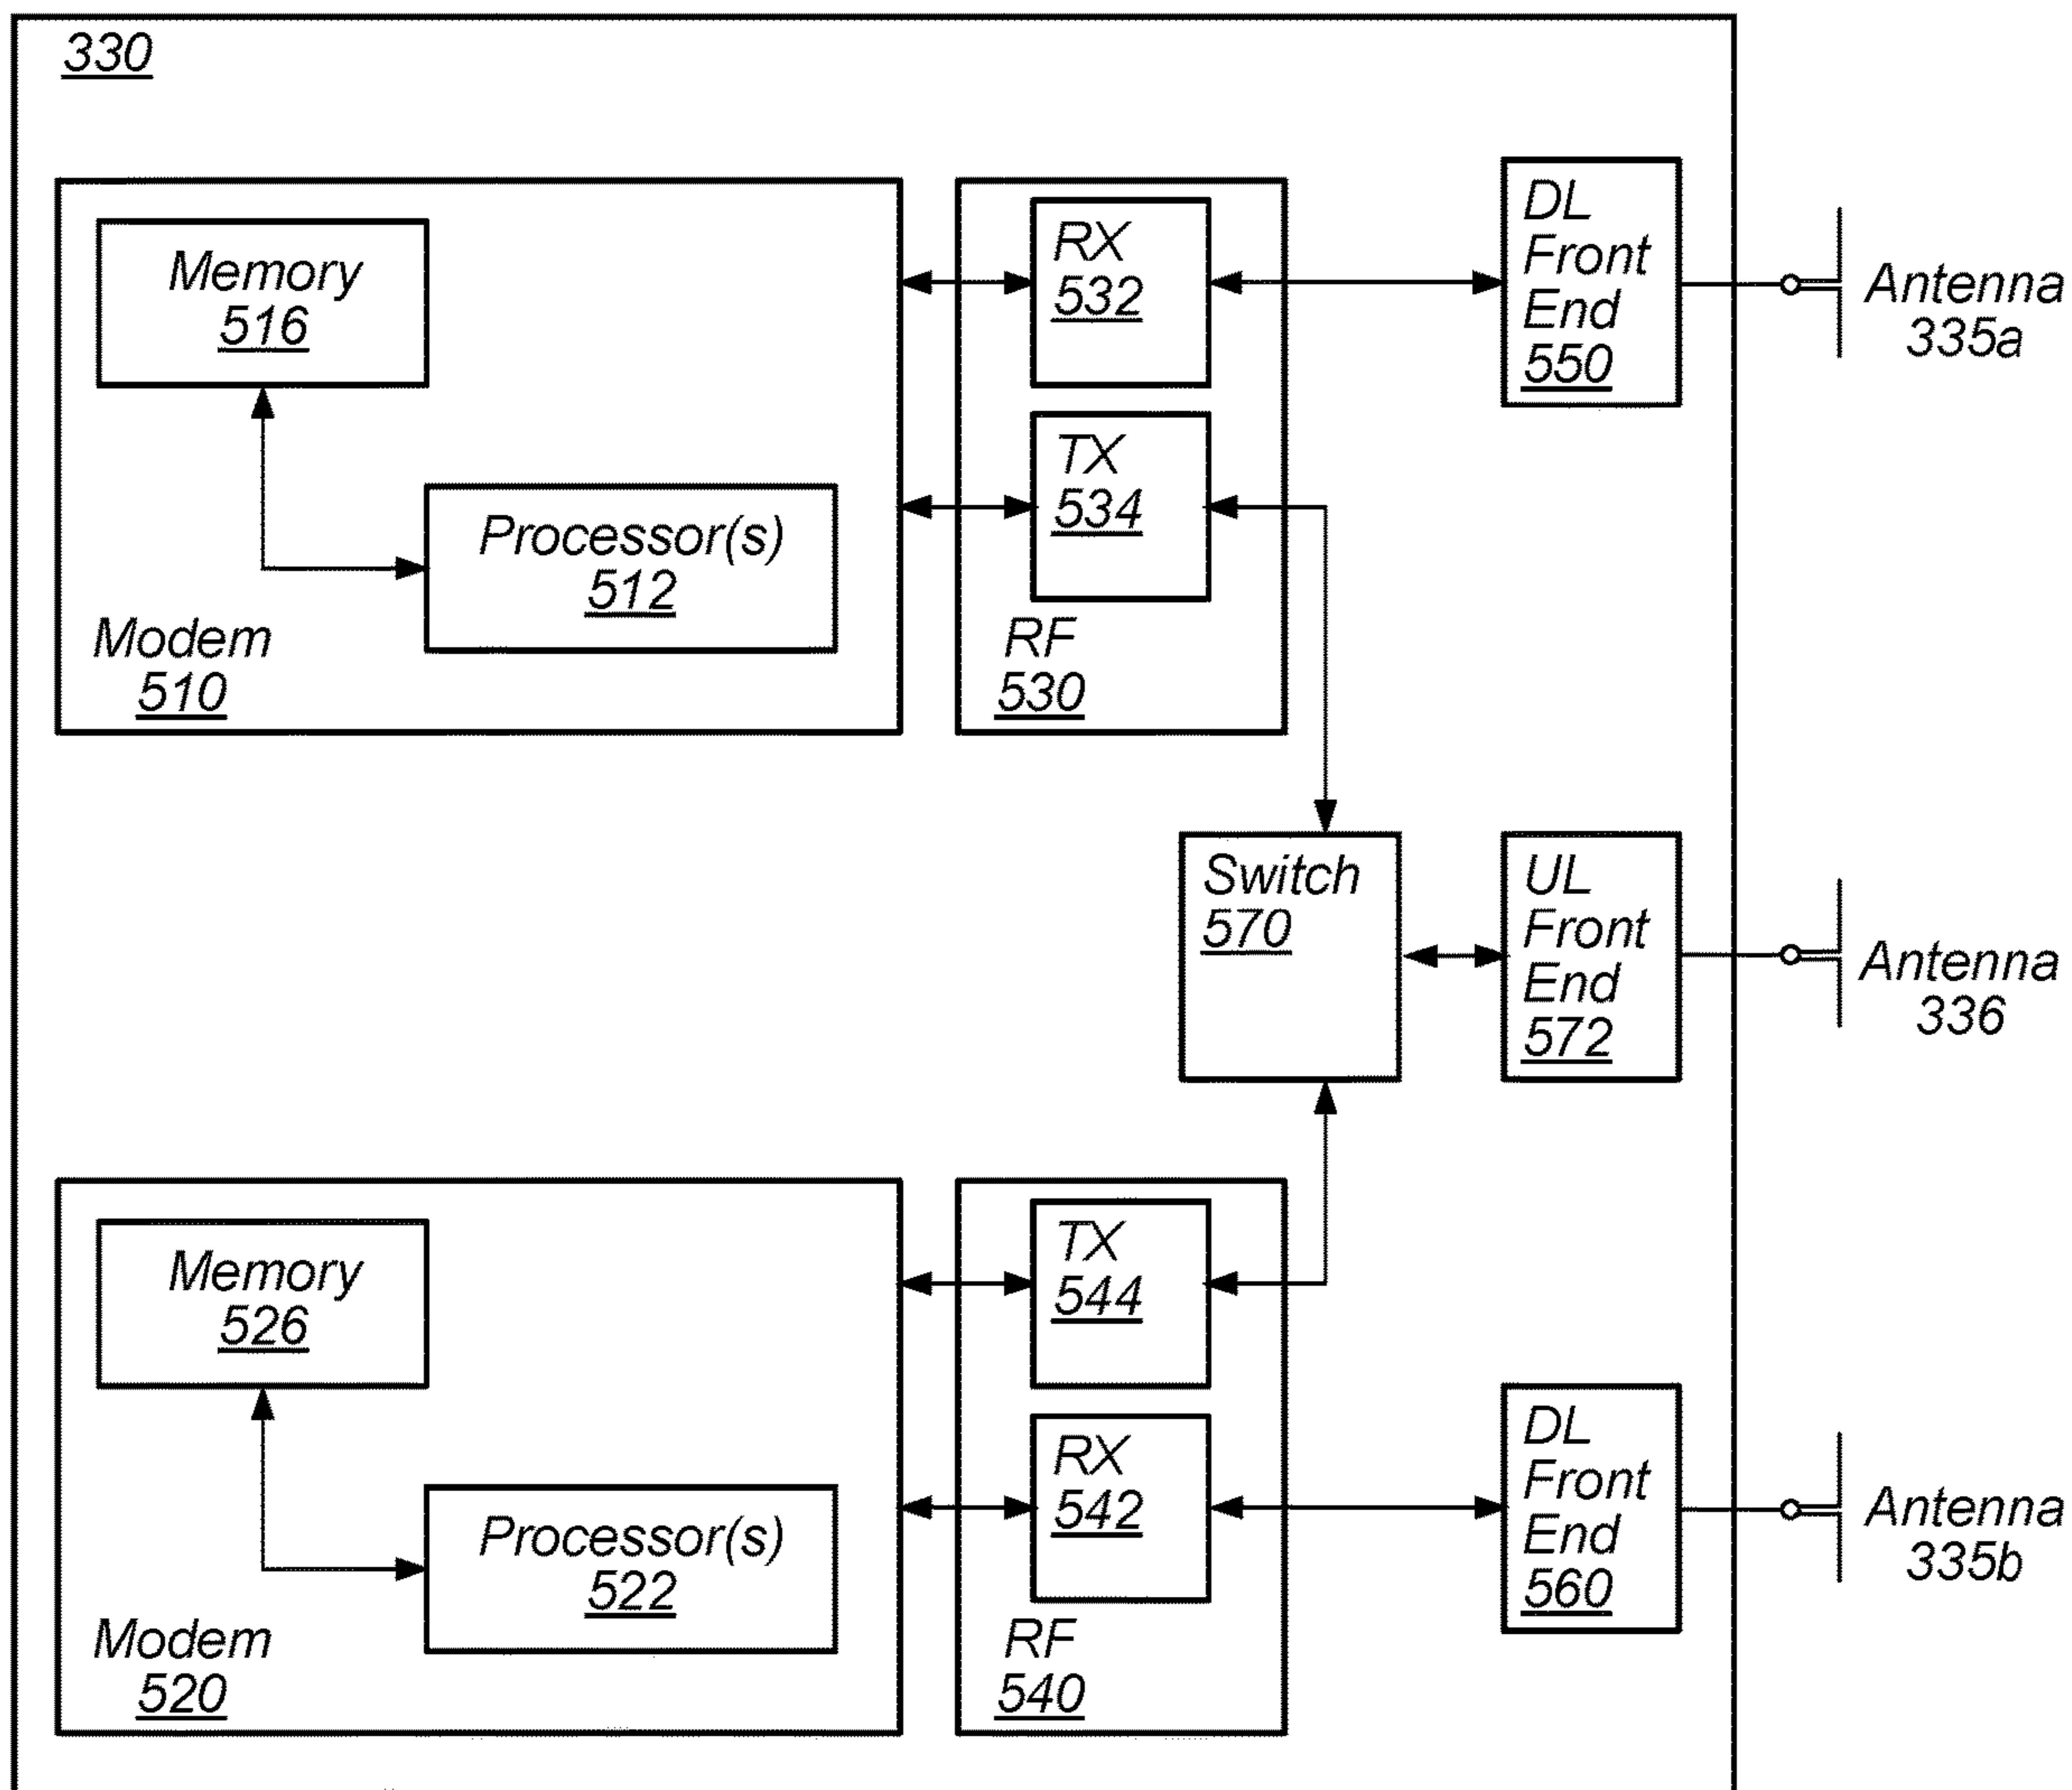 330
Memory
516
Processor(s)
512
Modem
510
RX
532
TX
534
RF
530
DL
Front
End
550
Antenna
335a
Switch
570
UL
Front
End
572
Antenna
336
Memory
526
Processor(s)
522
Modem
520
TX
544
RX
542
RF
540
DL
Front
End
560
Antenna
335b